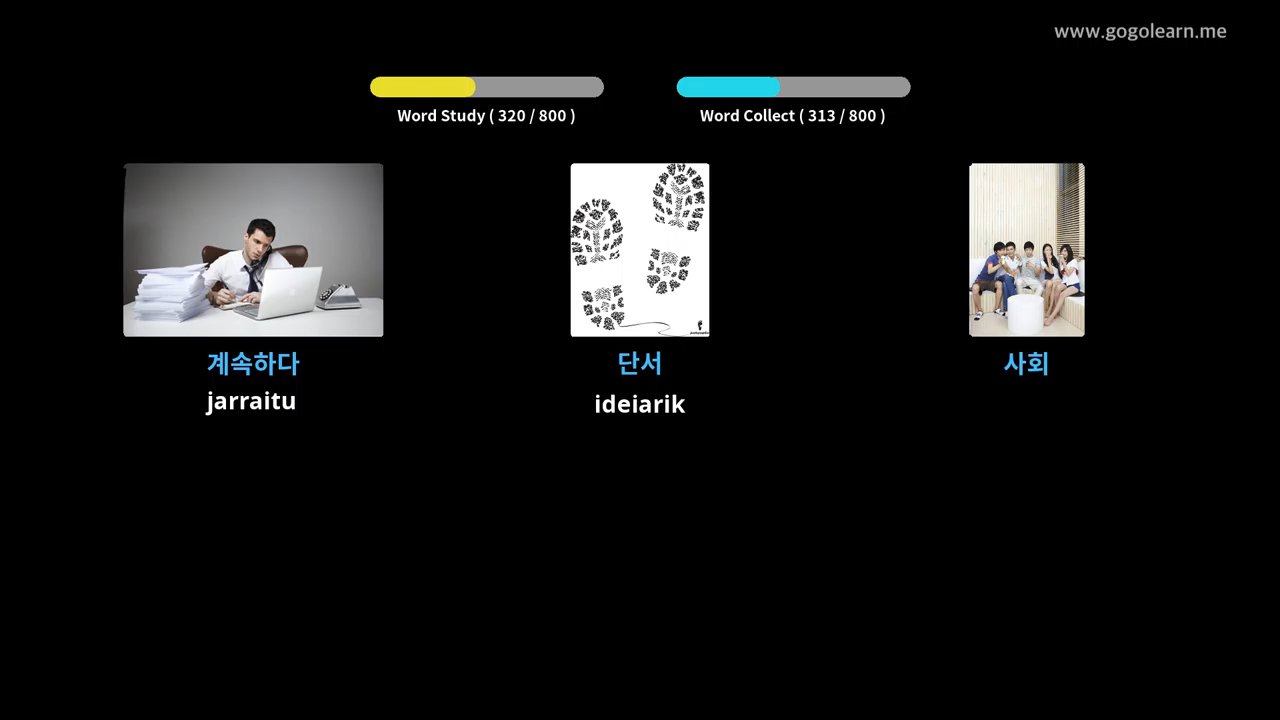 www.gogolearn.me
Word Study ( 320 / 800 )
Word Collect ( 313 / 800 )
계속하다
단서
사회
jarraitu
ideiarik